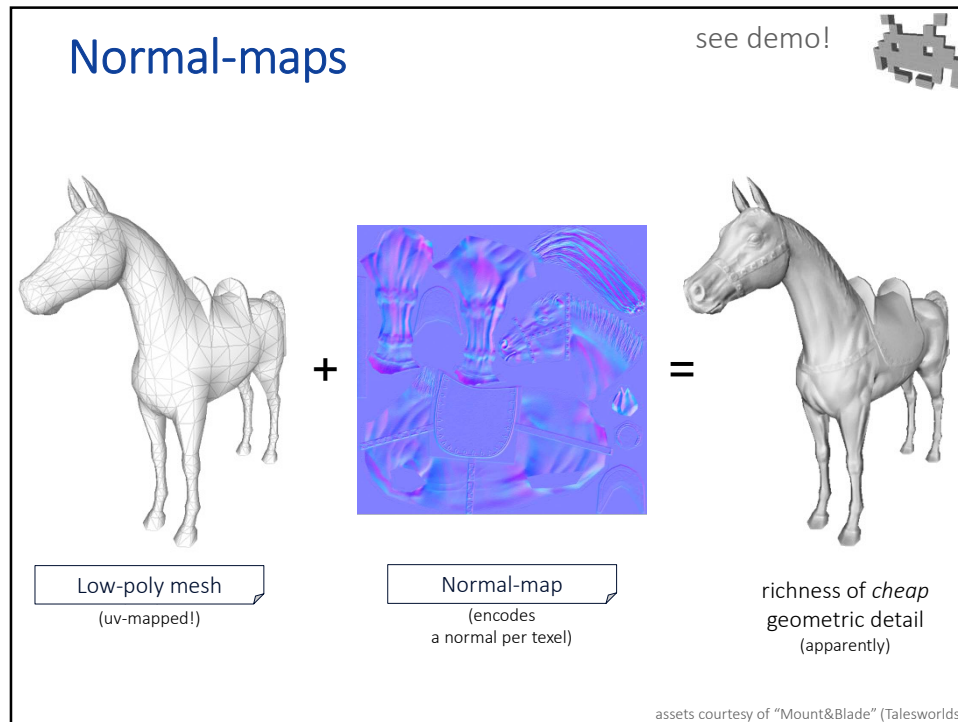 Normal-maps
see demo!
+
=
Low-poly mesh
(uv-mapped!)
Normal-map
(encodes
a normal per texel)
richness of cheap
geometric detail
(apparently)
assets courtesy of “Mount&Blade” (Talesworlds